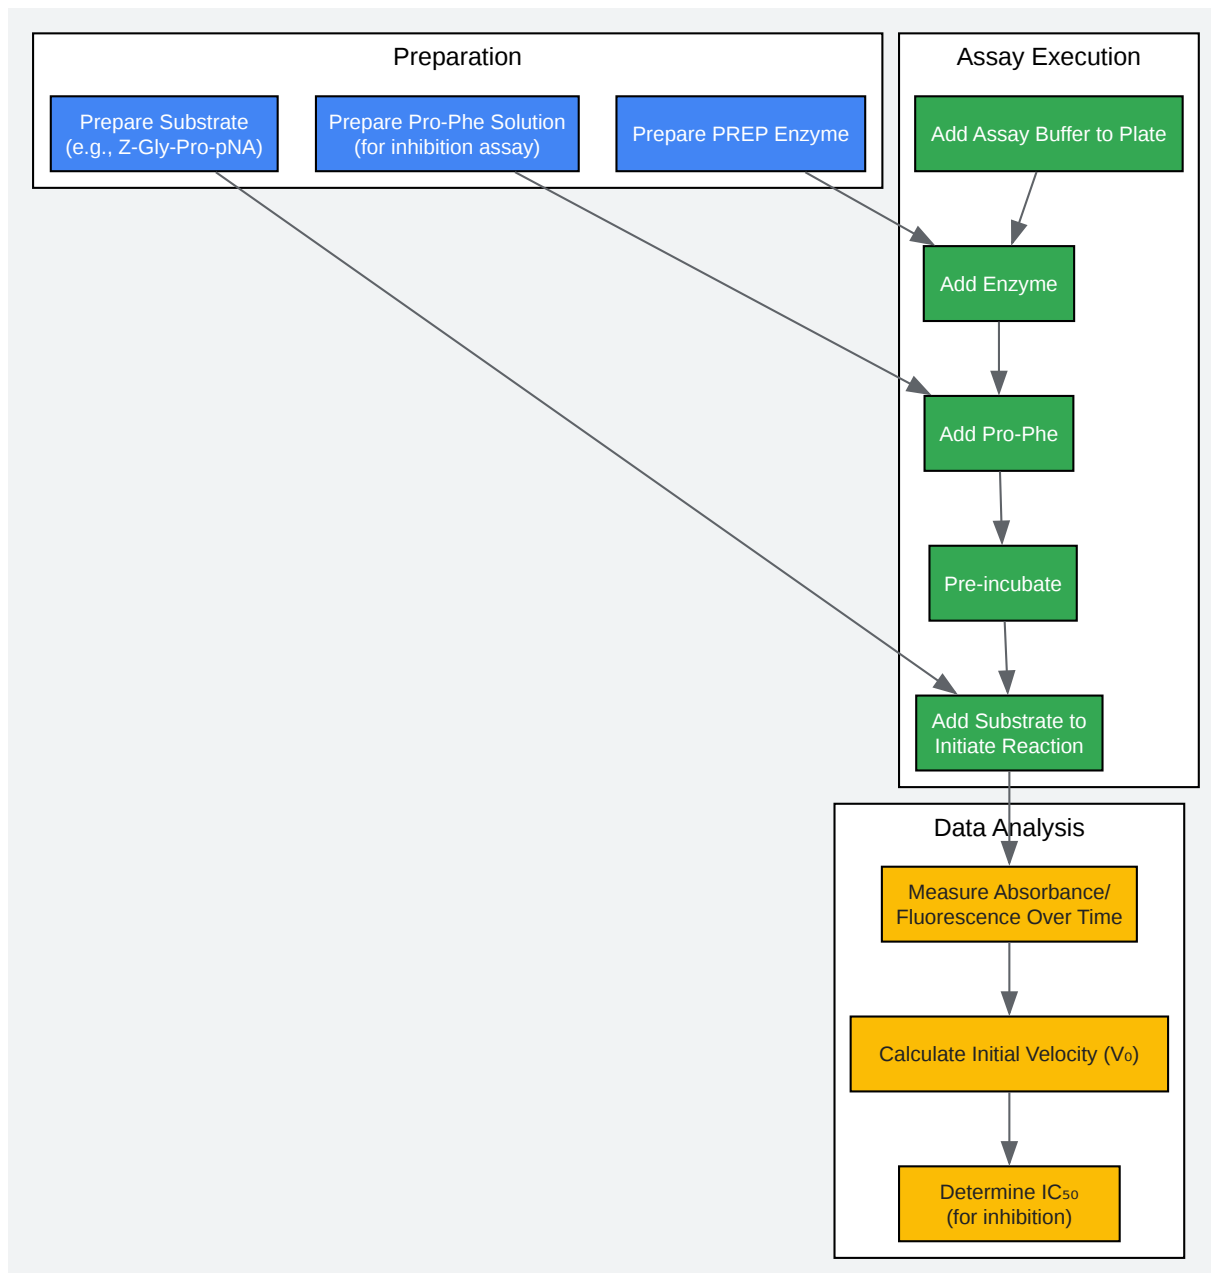 Preparation
Prepare Substrate
(e.g., Z-Gly-Pro-pNA)
Prepare Pro-Phe Solution
(for inhibition assay)
Prepare PREP Enzyme
Assay Execution
Add Assay Buffer to Plate
Add Enzyme
Add Pro-Phe
Pre-incubate
Add Substrate to
Initiate Reaction
Data Analysis
Measure Absorbance/
Fluorescence Over Time
Calculate Initial Velocity (V₀)
Determine IC₅₀
(for inhibition)